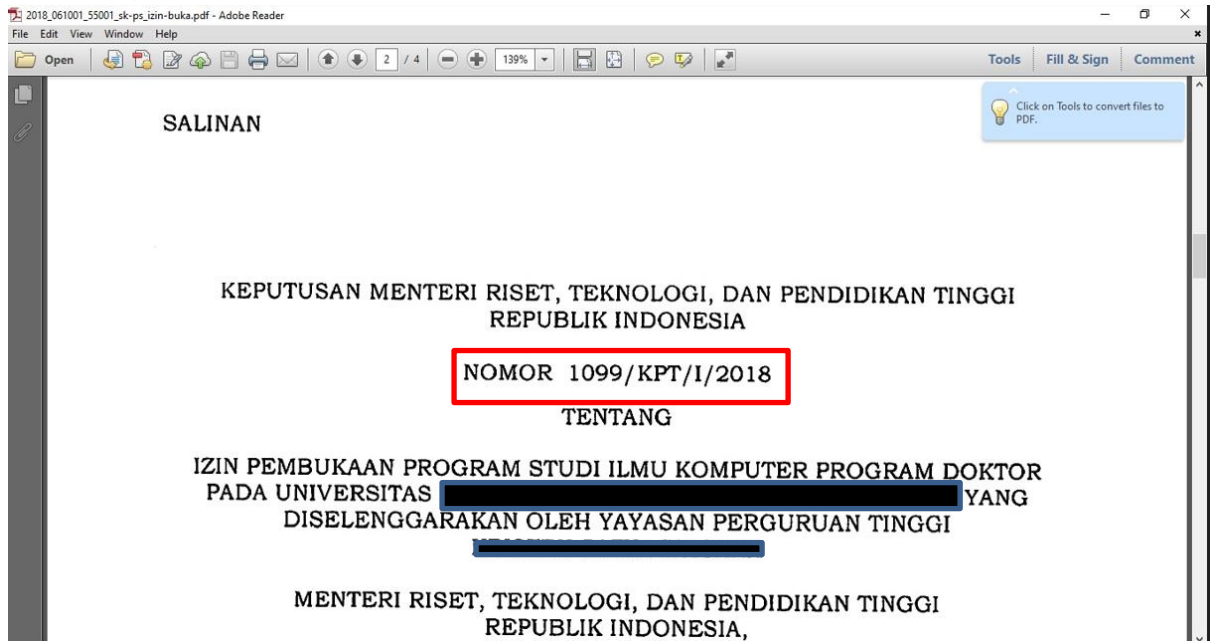 2018_061001_55001_sk-ps_izin-buka.pdf - Adobe Reader
File Edit View Window Help
Open 2 / 4 139% Tools Fill & Sign Comment
Click on Tools to convert files to
PDF.
SALINAN
KEPUTUSAN MENTERI RISET, TEKNOLOGI, DAN PENDIDIKAN TINGGI
REPUBLIK INDONESIA
NOMOR 1099/KPT/I/2018
TENTANG
IZIN PEMBUKAAN PROGRAM STUDI ILMU KOMPUTER PROGRAM DOKTOR
PADA UNIVERSITAS YANG
DISELENGGARAKAN OLEH YAYASAN PERGURUAN TINGGI
MENTERI RISET, TEKNOLOGI, DAN PENDIDIKAN TINGGI
REPUBLIK INDONESIA,